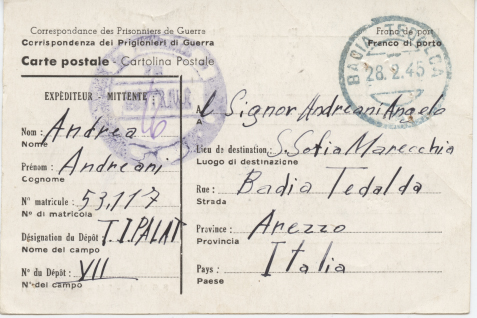 Correspondance des Prisonniers de Guerre
Corrispondenza dei Prigionieri di Guerra
Carte postale - Cartolina Postale
Franc de port
Franco di porto
28.2.45
EXPÉDITEUR - MITTENTE
Nom : Andrea
Nome
Prénom : Andreani
Cognome
N° matricule : 53.117
N° di matricola
Désignation du Dépôt : T.I.PALAT
Nome del campo
N° du Dépôt : VII
N° del campo
Signor Andreani Angelo
A
Lieu de destination : S. Sofia Marecchia
Luogo di destinazione
Rue : Badia Tedalda
Strada
Province : Arezzo
Provincia
Pays : Italia
Paese